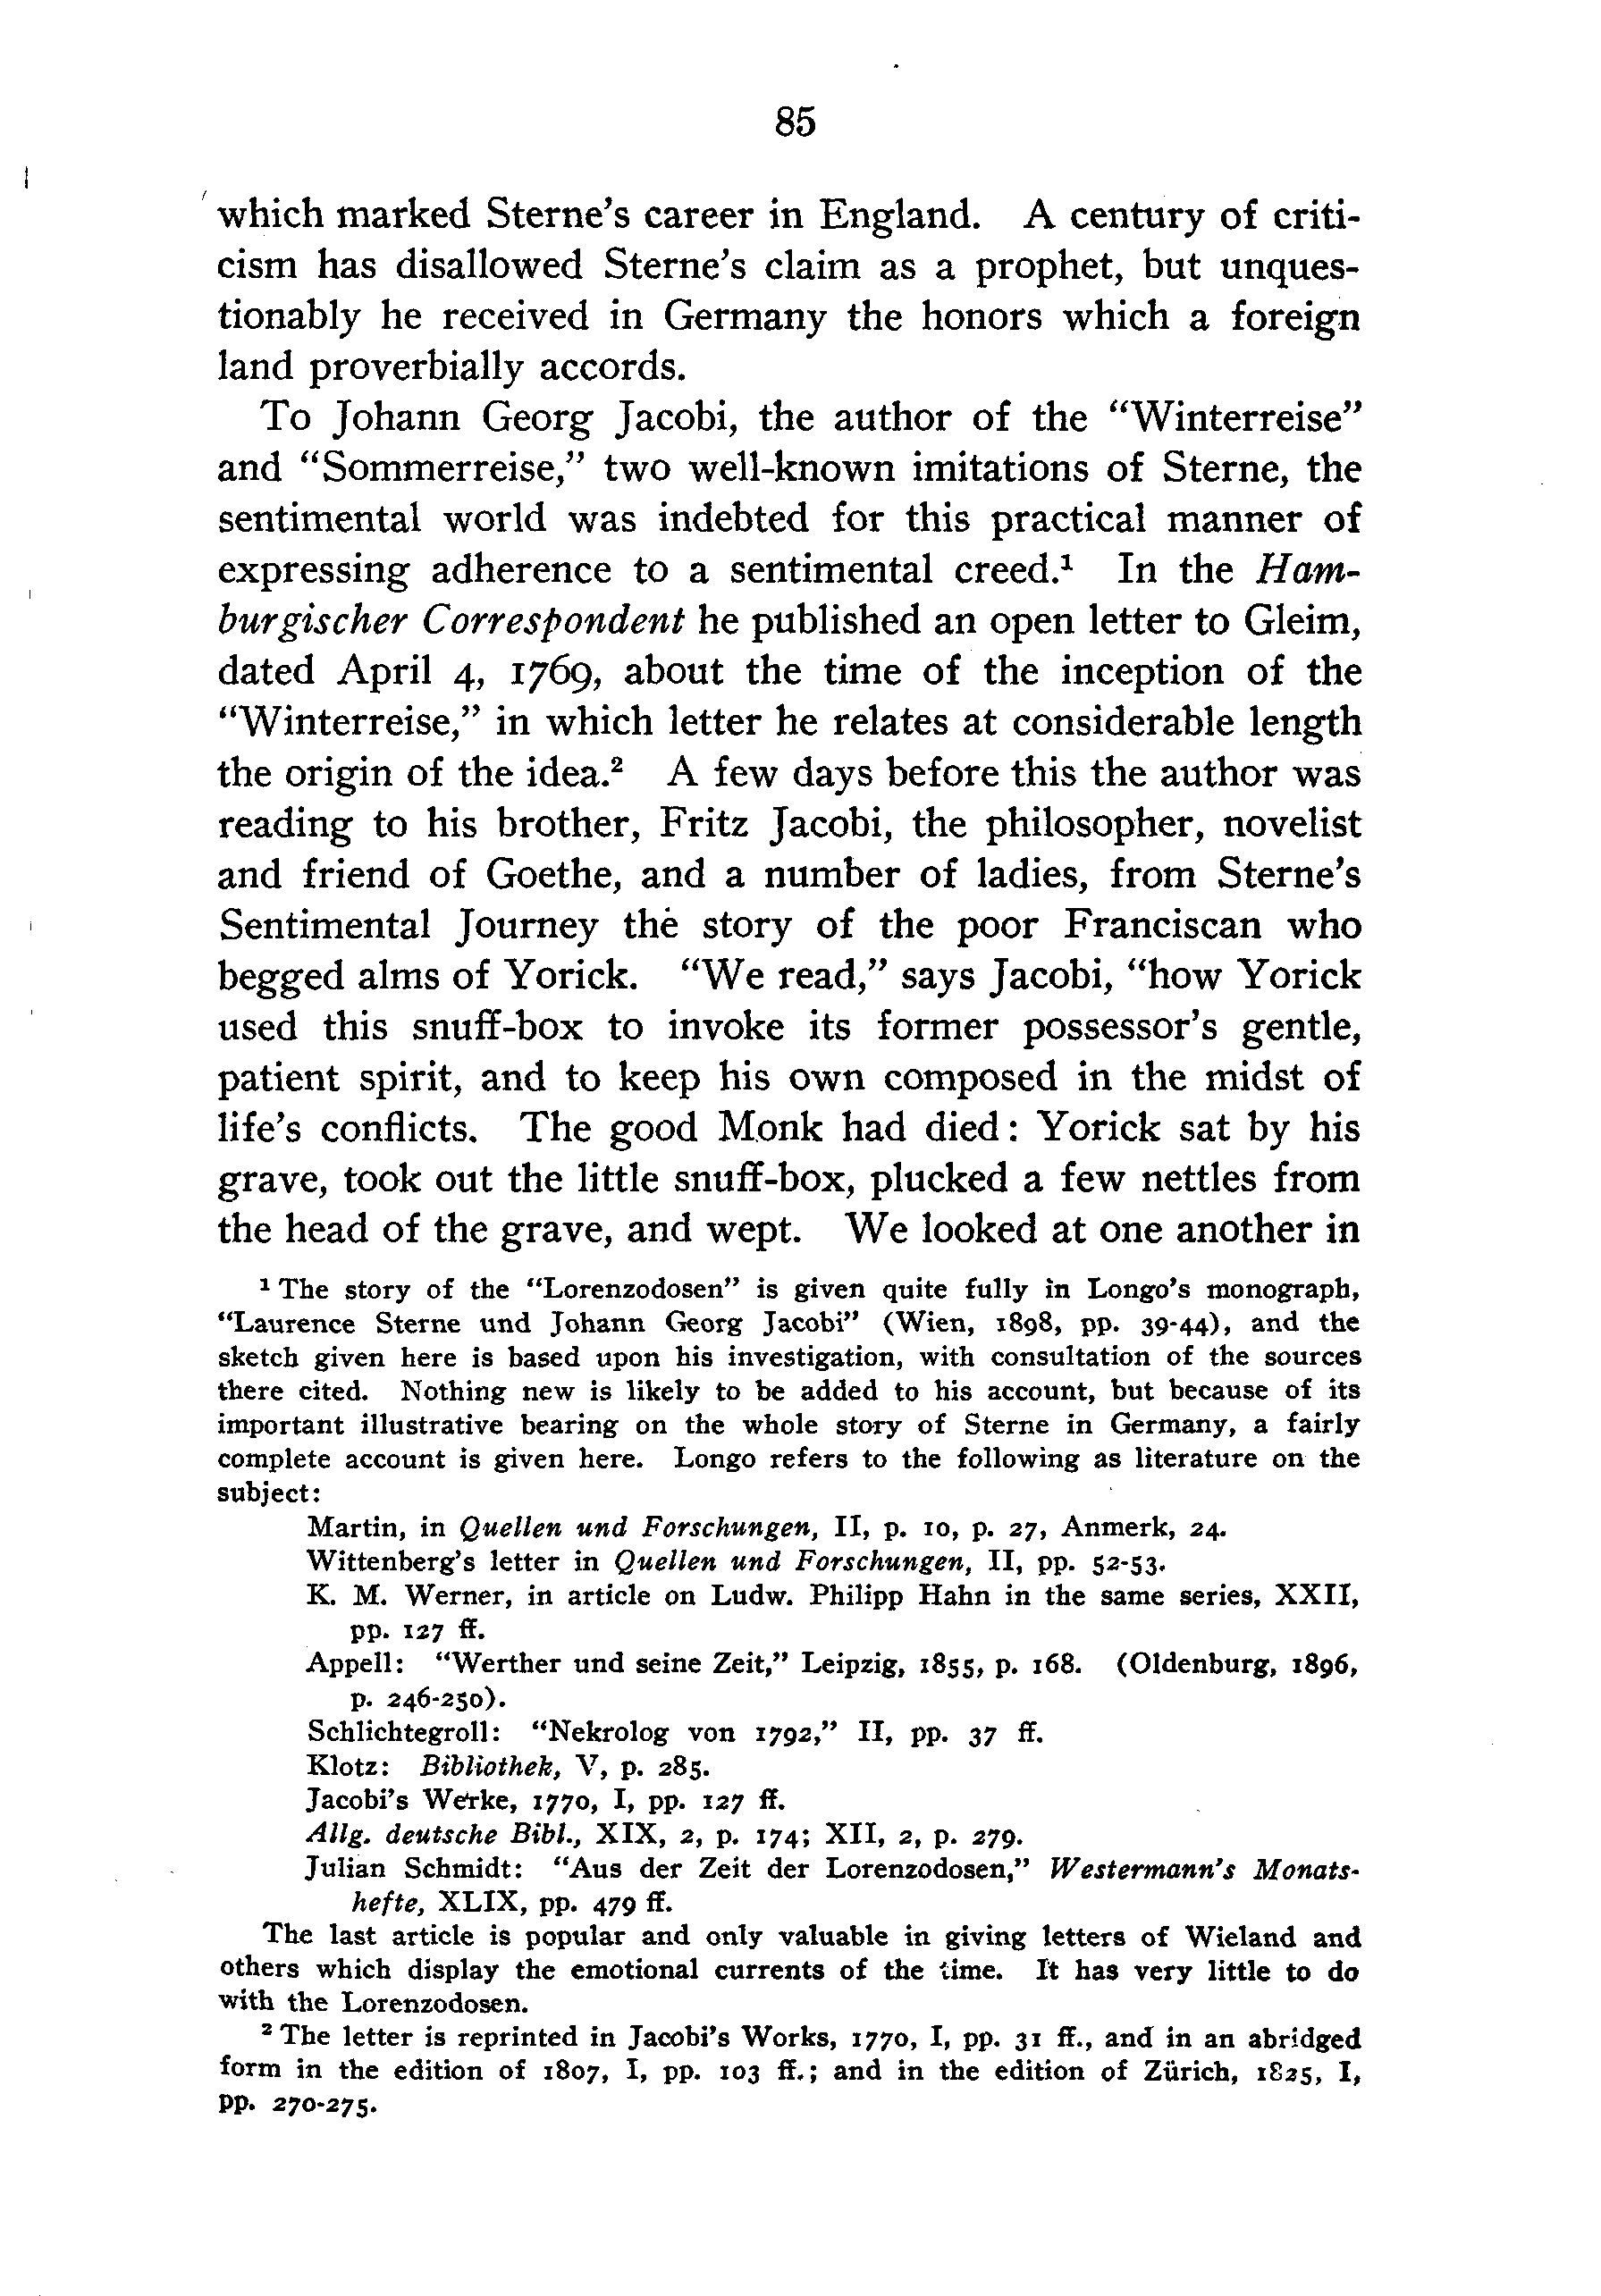 85
which marked Sterne's career in England. A century of criti-
cism has disallowed Sterne's claim as a prophet, but unques-
tionably he received in Germany the honors which a foreign
land proverbially accords.
To Johann Georg Jacobi, the author of the “Winterreise”
and “Sommerreise,” two well-known imitations of Sterne, the
sentimental world was indebted for this practical manner of
expressing adherence to a sentimental creed.¹ In the Ham-
burgischer Correspondent he published an open letter to Gleim,
dated April 4, 1769, about the time of the inception of the
“Winterreise,” in which letter he relates at considerable length
the origin of the idea.² A few days before this the author was
reading to his brother, Fritz Jacobi, the philosopher, novelist
and friend of Goethe, and a number of ladies, from Sterne's
Sentimental Journey the story of the poor Franciscan who
begged alms of Yorick. “We read,” says Jacobi, “how Yorick
used this snuff-box to invoke its former possessor's gentle,
patient spirit, and to keep his own composed in the midst of
life's conflicts. The good Monk had died: Yorick sat by his
grave, took out the little snuff-box, plucked a few nettles from
the head of the grave, and wept. We looked at one another in
¹ The story of the “Lorenzodosen” is given quite fully in Longo's monograph,
“Laurence Sterne und Johann Georg Jacobi” (Wien, 1898, pp. 39-44), and the
sketch given here is based upon his investigation, with consultation of the sources
there cited. Nothing new is likely to be added to his account, but because of its
important illustrative bearing on the whole story of Sterne in Germany, a fairly
complete account is given here. Longo refers to the following as literature on the
subject:
Martin, in Quellen und Forschungen, II, p. 10, p. 27, Anmerk, 24.
Wittenberg's letter in Quellen und Forschungen, II, pp. 52-53.
K. M. Werner, in article on Ludw. Philipp Hahn in the same series, XXII,
pp. 127 ff.
Appell: “Werther und seine Zeit,” Leipzig, 1855, p. 168. (Oldenburg, 1896,
p. 246-250).
Schlichtegroll: “Nekrolog von 1792,” II, pp. 37 ff.
Klotz: Bibliothek, V, p. 285.
Jacobi's Werke, 1770, I, pp. 127 ff.
Allg. deutsche Bibl., XIX, 2, p. 174; XII, 2, p. 279.
Julian Schmidt: “Aus der Zeit der Lorenzodosen,” Westermann's Monats-
hefte, XLIX, pp. 479 ff.
The last article is popular and only valuable in giving letters of Wieland and
others which display the emotional currents of the time. It has very little to do
with the Lorenzodosen.
² The letter is reprinted in Jacobi's Works, 1770, I, pp. 31 ff., and in an abridged
form in the edition of 1807, I, pp. 103 ff.; and in the edition of Zürich, 1825, I,
pp. 270-275.